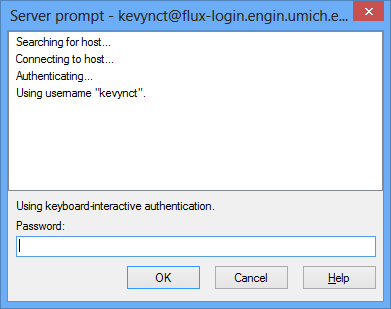 Server prompt - kevynct@flux-login.engin.umich.e...
Searching for host...
Connecting to host...
Authenticating...
Using username "kevynct".
Using keyboard-interactive authentication.
Password:
OK Cancel Help